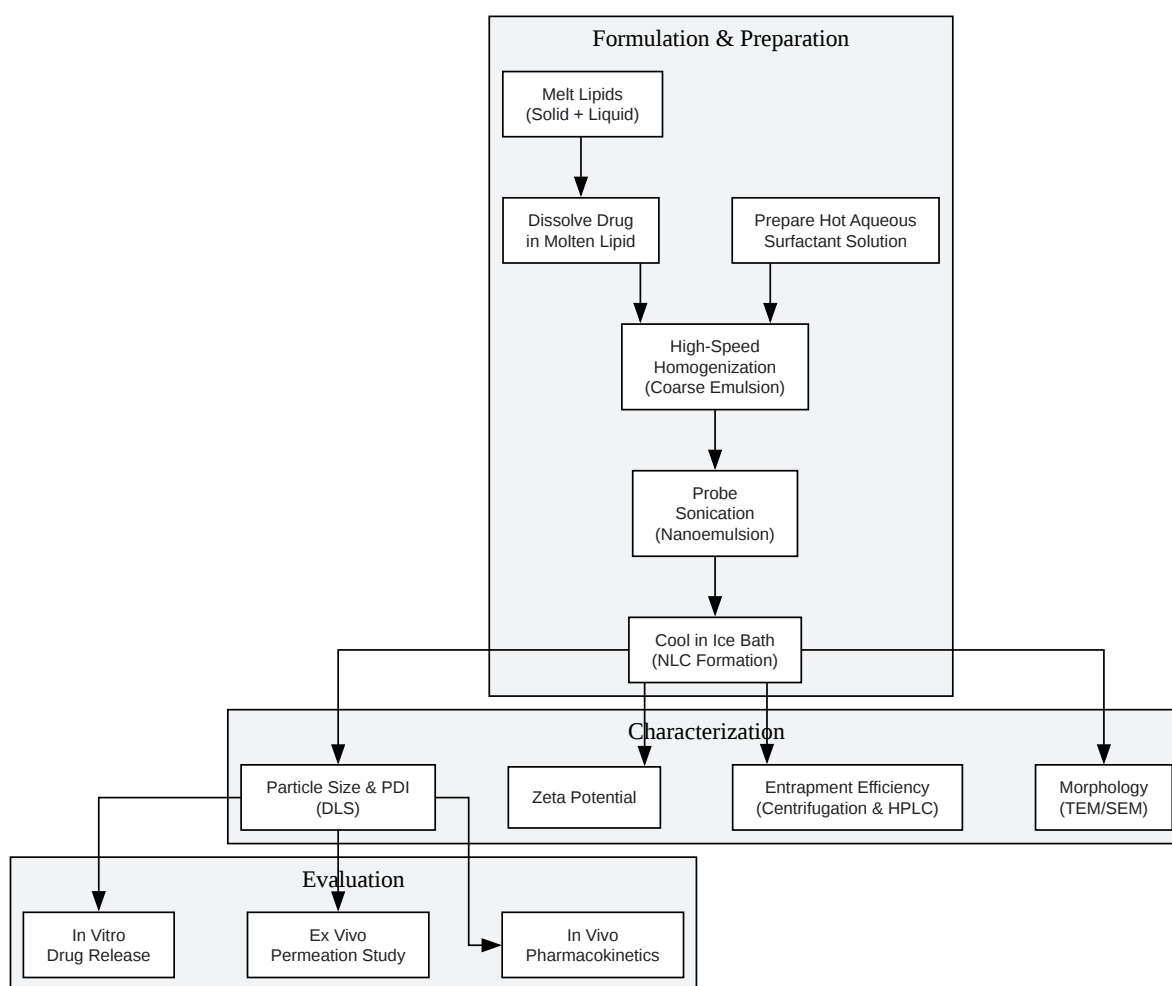 Formulation & Preparation
Melt Lipids
(Solid + Liquid)
Dissolve Drug
in Molten Lipid
Prepare Hot Aqueous
Surfactant Solution
High-Speed
Homogenization
(Coarse Emulsion)
Probe
Sonication
(Nanoemulsion)
Cool in Ice Bath
(NLC Formation)
Characterization
Particle Size & PDI
(DLS)
Zeta Potential
Entrapment Efficiency
(Centrifugation & HPLC)
Morphology
(TEM/SEM)
Evaluation
In Vitro
Drug Release
Ex Vivo
Permeation Study
In Vivo
Pharmacokinetics